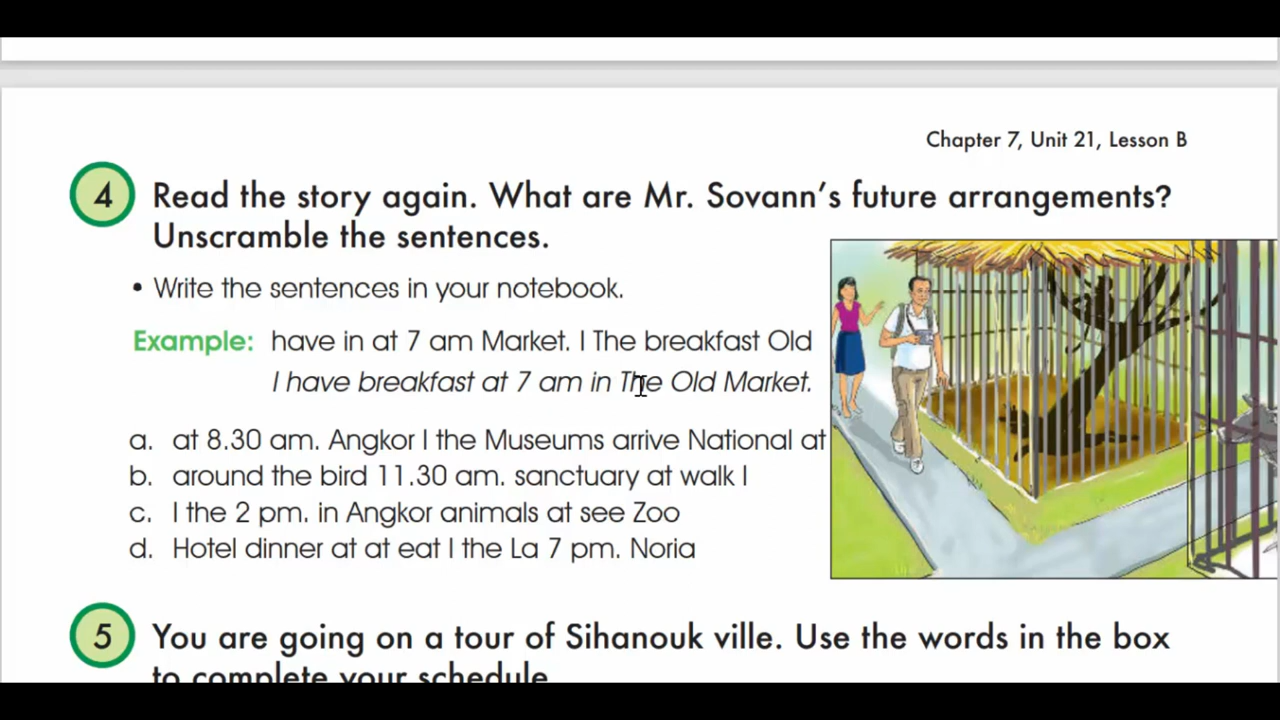 Chapter 7, Unit 21, Lesson B
4 Read the story again. What are Mr. Sovann's future arrangements?
Unscramble the sentences.
• Write the sentences in your notebook.
Example: have in at 7 am Market. I The breakfast Old
I have breakfast at 7 am in The Old Market.
a. at 8.30 am. Angkor I the Museums arrive National at
b. around the bird 11.30 am. sanctuary at walk I
c. I the 2 pm. in Angkor animals at see Zoo
d. Hotel dinner at at eat I the La 7 pm. Noria
5 You are going on a tour of Sihanouk ville. Use the words in the box
to complete your schedule